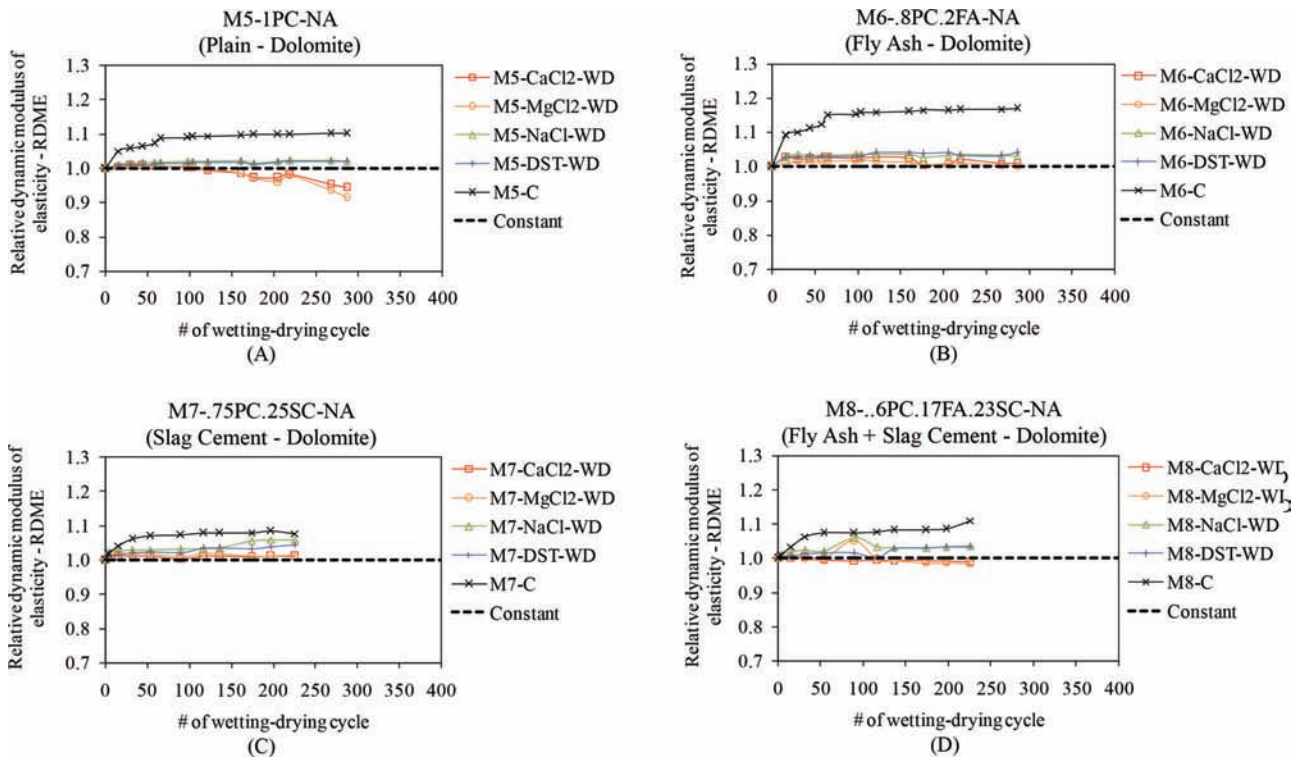 M5-1PC-NA
(Plain - Dolomite)
Relative dynamic modulus of
elasticity - RDME
1.3
1.2
1.1
1.0
0.9
0.8
0.7
0 50 100 150 200 250 300 350 400
# of wetting-drying cycle
(A)
M5-CaCl2-WD
M5-MgCl2-WD
M5-NaCl-WD
M5-DST-WD
M5-C
Constant
M6-.8PC.2FA-NA
(Fly Ash - Dolomite)
Relative dynamic modulus of
elasticity - RDME
1.3
1.2
1.1
1.0
0.9
0.8
0.7
0 50 100 150 200 250 300 350 400
# of wetting-drying cycle
(B)
M6-CaCl2-WD
M6-MgCl2-WD
M6-NaCl-WD
M6-DST-WD
M6-C
Constant
M7-.75PC.25SC-NA
(Slag Cement - Dolomite)
Relative dynamic modulus of
elasticity - RDME
1.3
1.2
1.1
1.0
0.9
0.8
0.7
0 50 100 150 200 250 300 350 400
# of wetting-drying cycle
(C)
M7-CaCl2-WD
M7-MgCl2-WD
M7-NaCl-WD
M7-DST-WD
M7-C
Constant
M8-..6PC.17FA.23SC-NA
(Fly Ash + Slag Cement - Dolomite)
Relative dynamic modulus of
elasticity - RDME
1.3
1.2
1.1
1.0
0.9
0.8
0.7
0 50 100 150 200 250 300 350 400
# of wetting-drying cycle
(D)
M8-CaCl2-WD
M8-MgCl2-WD
M8-NaCl-WD
M8-DST-WD
M8-C
Constant